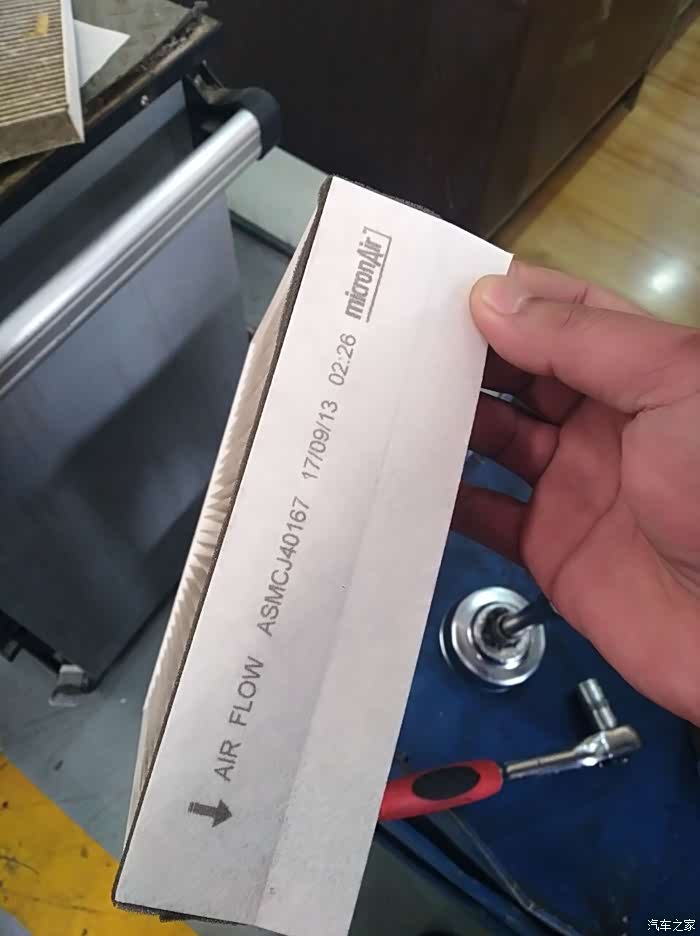 AIR FLOW ASMCJ40167 17/09/13 02:26 micronAir
汽车之家